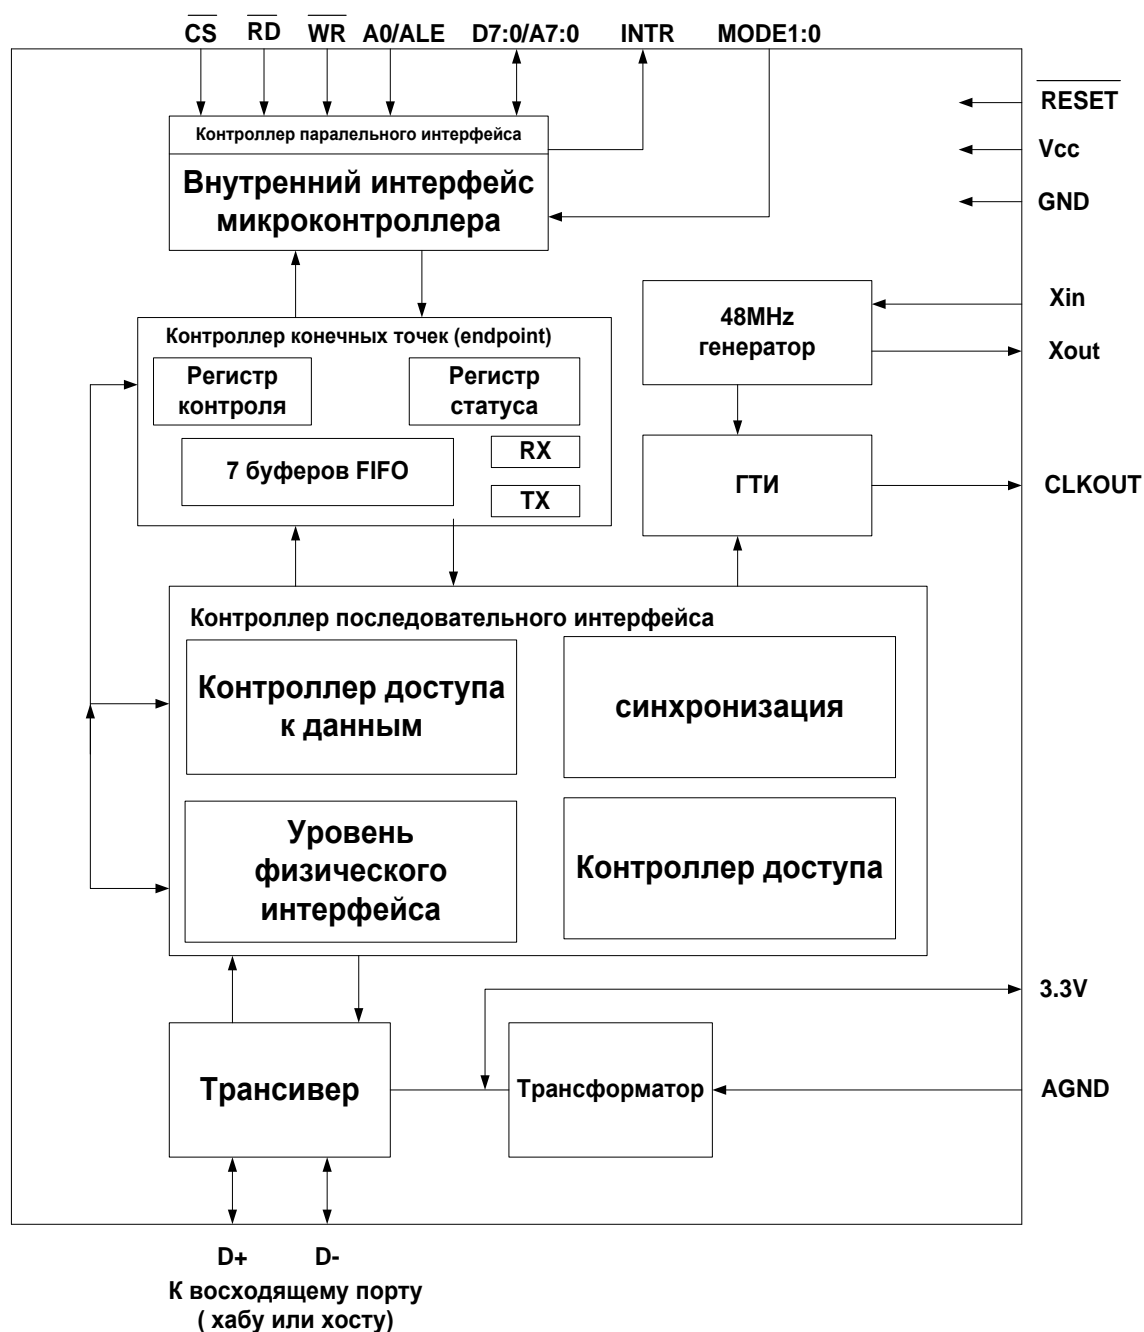 CS RD WR A0/ALE D7:0/A7:0 INTR MODE1:0
RESET
Контроллер паралельного интерфейса
Vcc
Внутренний интерфейс
микроконтроллера
GND
Xin
48MHz
генератор
Xout
Контроллер конечных точек (endpoint)
Регистр
контроля
Регистр
статуса
RX
7 буферов FIFO
TX
ГТИ
CLKOUT
Контроллер последовательного интерфейса
Контроллер доступа
к данным
синхронизация
Уровень
физического
интерфейса
Контроллер доступа
3.3V
Трансивер
Трансформатор
AGND
D+ D-
К восходящему порту
( хабу или хосту)